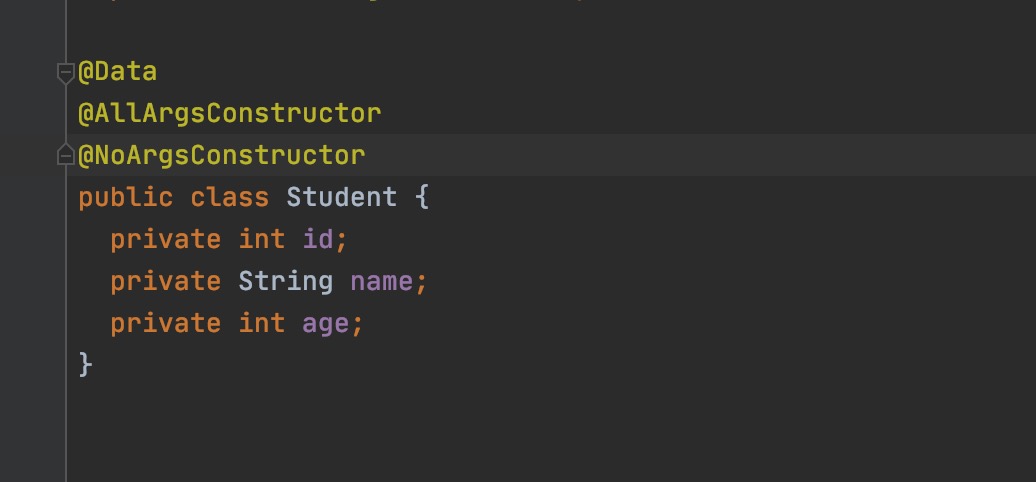 @Data
@AllArgsConstructor
@NoArgsConstructor
public class Student {
  private int id;
  private String name;
  private int age;
}